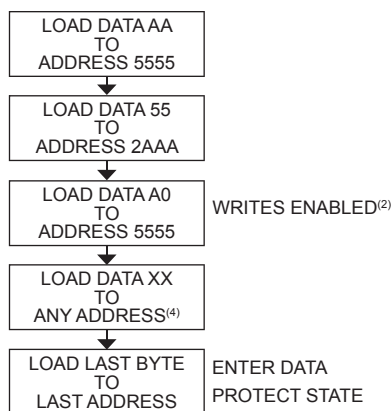 LOAD DATA AA
TO
ADDRESS 5555
LOAD DATA 55
TO
ADDRESS 2AAA
LOAD DATA A0
TO
ADDRESS 5555
WRITES ENABLED(2)
LOAD DATA XX
TO
ANY ADDRESS(4)
LOAD LAST BYTE
TO
LAST ADDRESS
ENTER DATA
PROTECT STATE